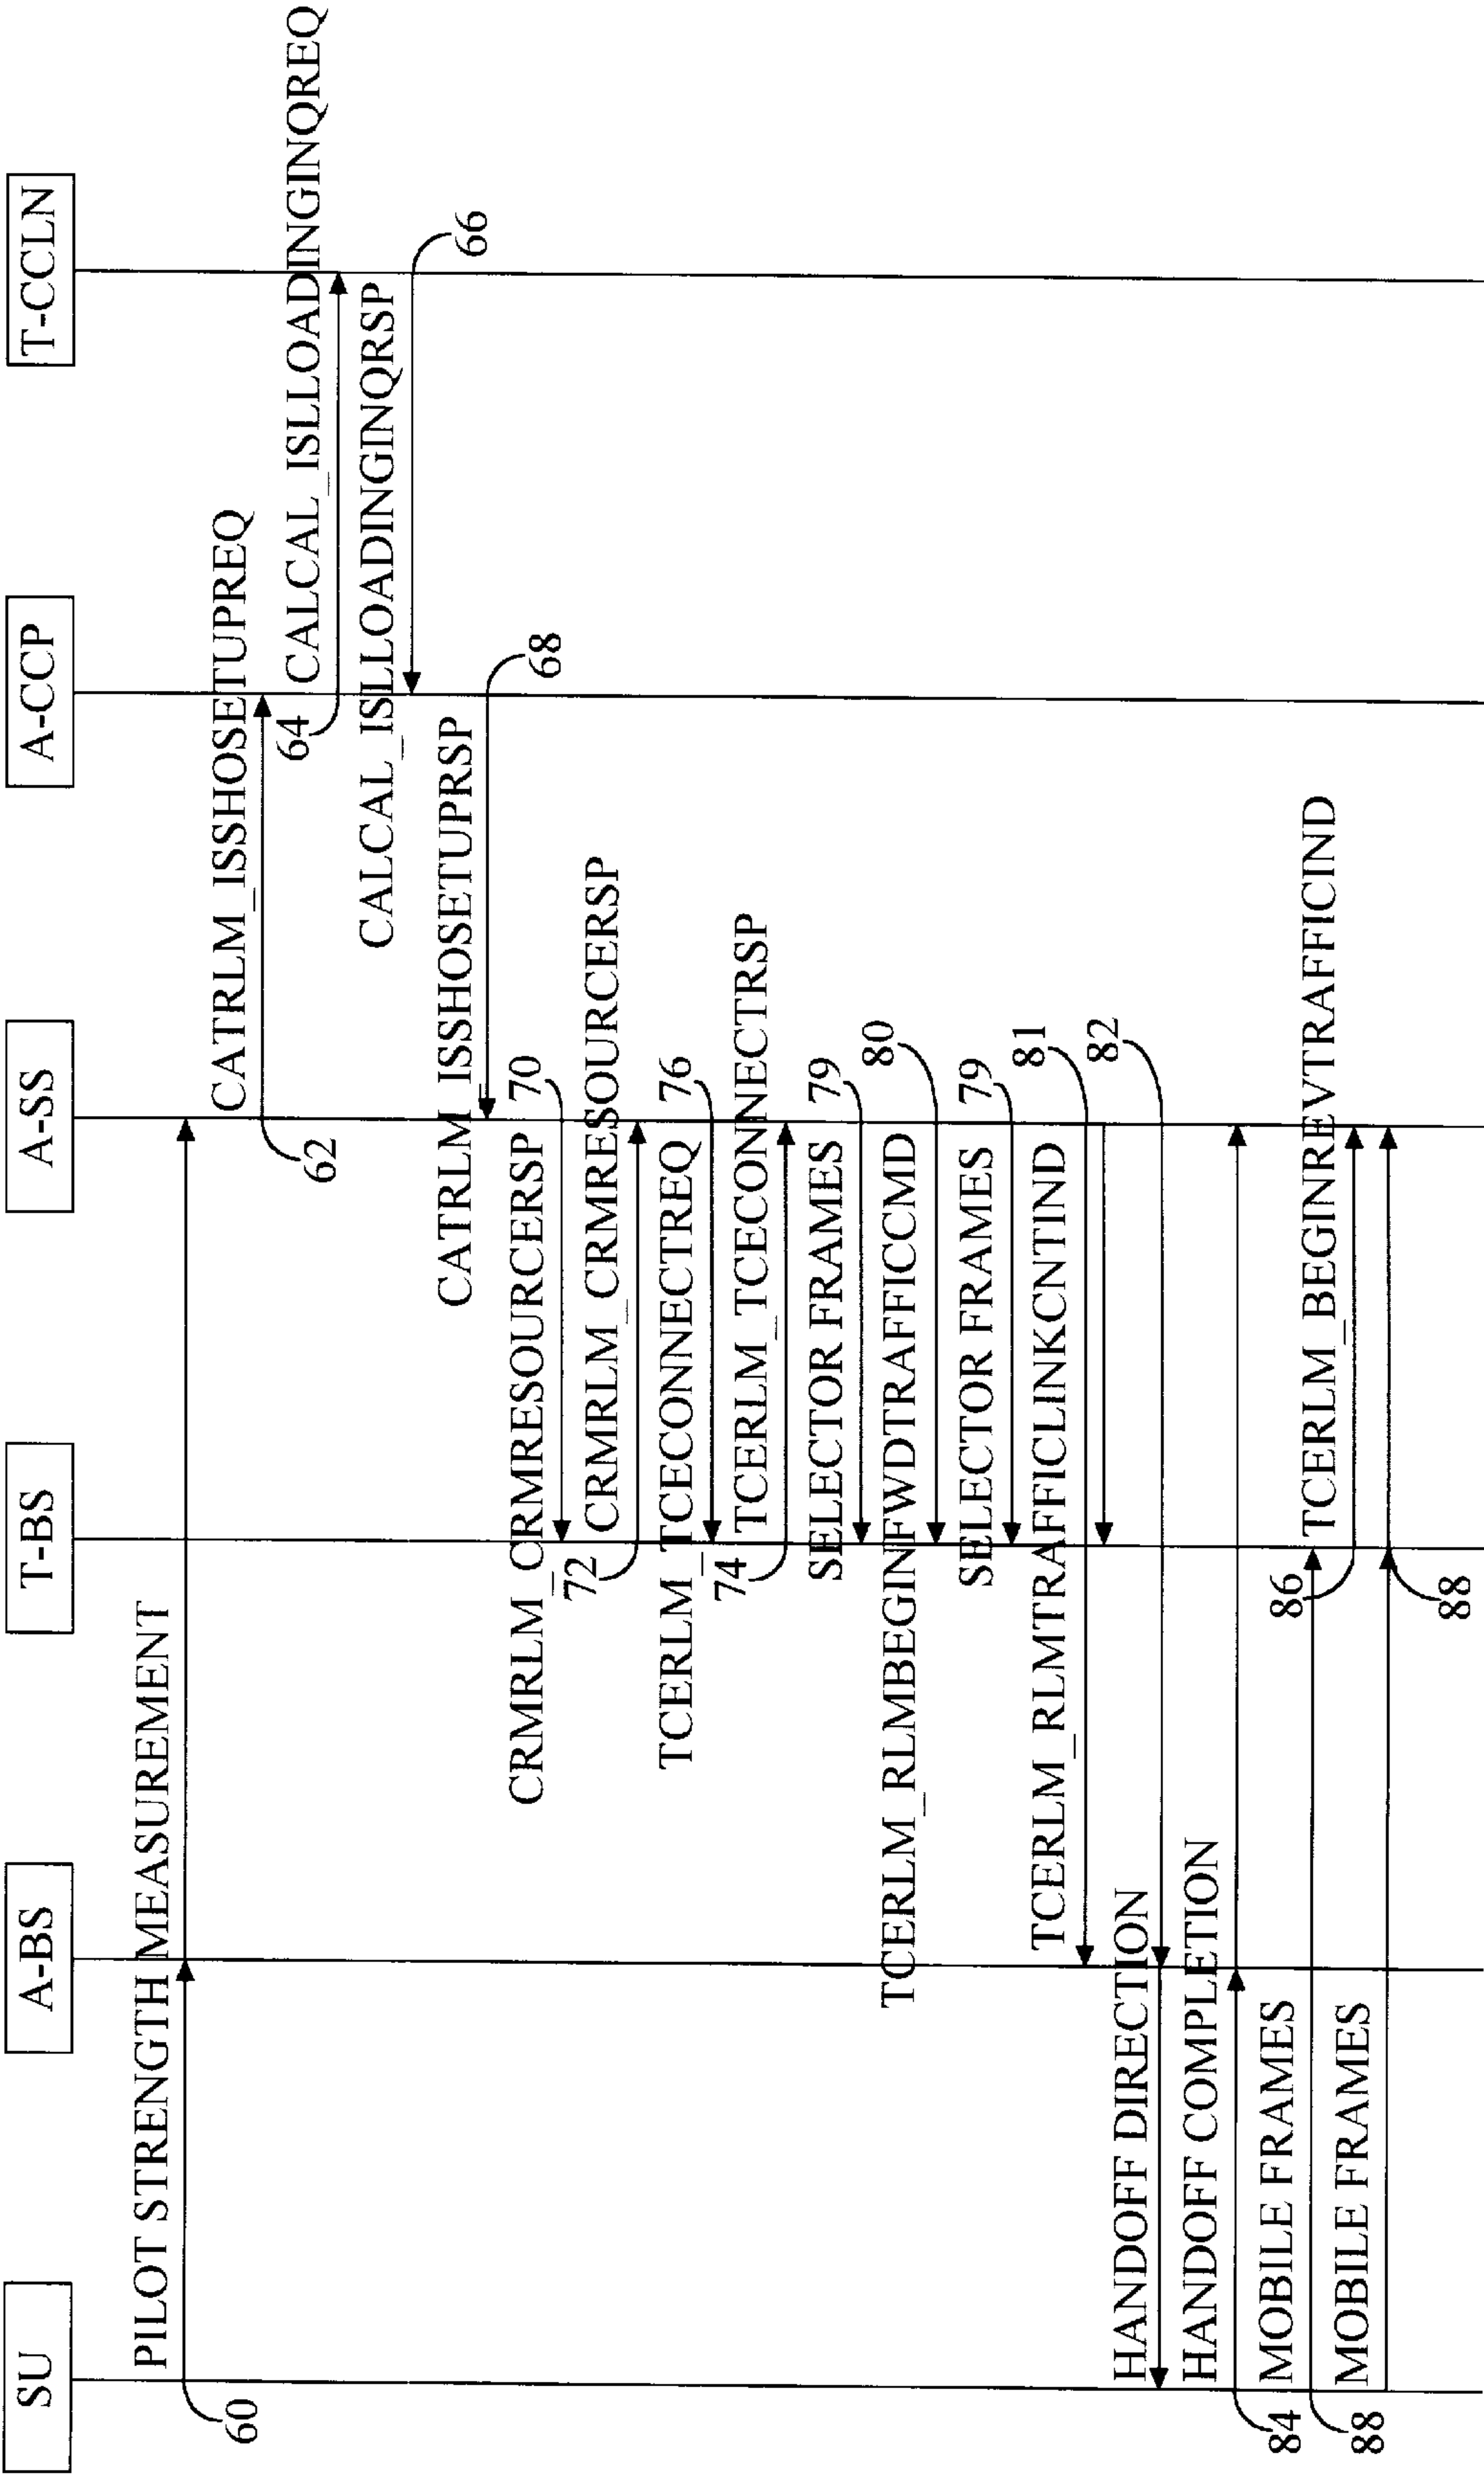 SU
A-BS
T-BS
A-SS
A-CCP
T-CCLN
PILOT STRENGTH MEASUREMENT
60
CATRLM_ISSHOSETUPREQ
62
CALCAL_ISLLOADINGINQREQ
64
CALCAL_ISLLOADINGINQRSP
66
CATRLM_ISSHOSETUPRSP
68
CRMRLM_CRMRESOURCERSP
70
CRMRLM_CRMRESOURCERSP
72
TCERLM_TCECONNECTREQ
76
TCERLM_TCECONNECTRSP
74
SELECTOR FRAMES
79
TCERLM_RLMBEGINFWDTRAFFICCMD
80
SELECTOR FRAMES
79
TCERLM_RLMTRAFFICLINKCNTIND
81
HANDOFF DIRECTION
82
HANDOFF COMPLETION
84
MOBILE FRAMES
88
TCERLM_BEGINREVTRAFFICIND
86
MOBILE FRAMES
88